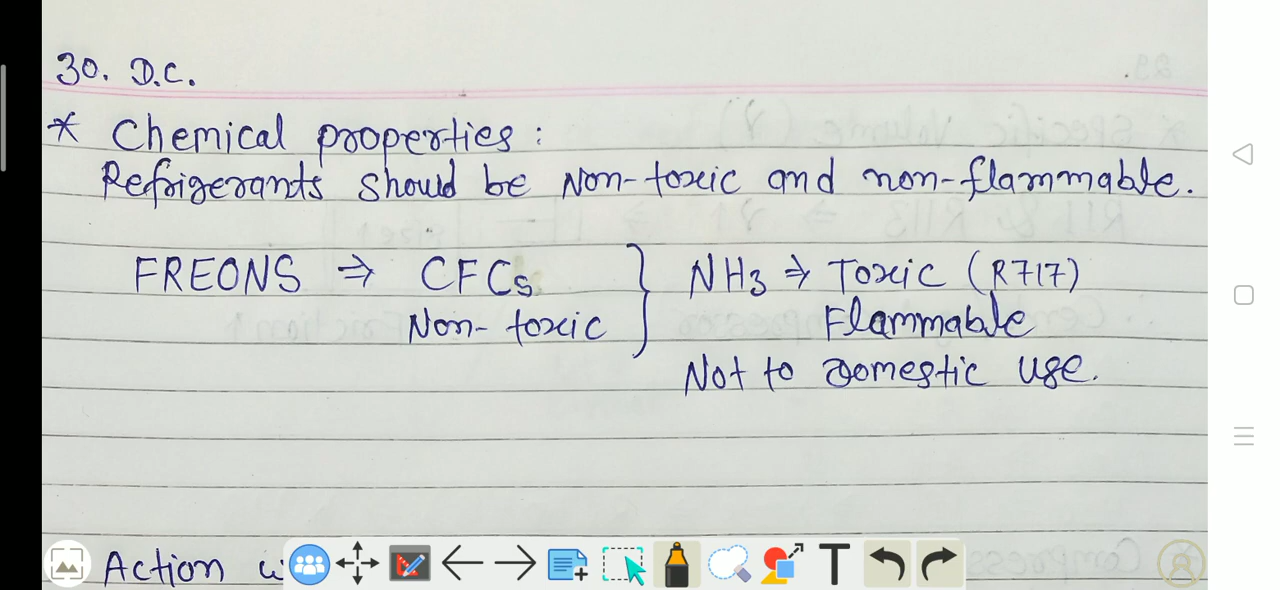 30. D.C.
* Chemical properties:
Refrigerants should be Non-toxic and non-flammable.
FREONS ⇒ CFCs
Non-toxic
} NH3 ⇒ Toxic (R717)
Flammable
Not to Domestic use.
Action
T